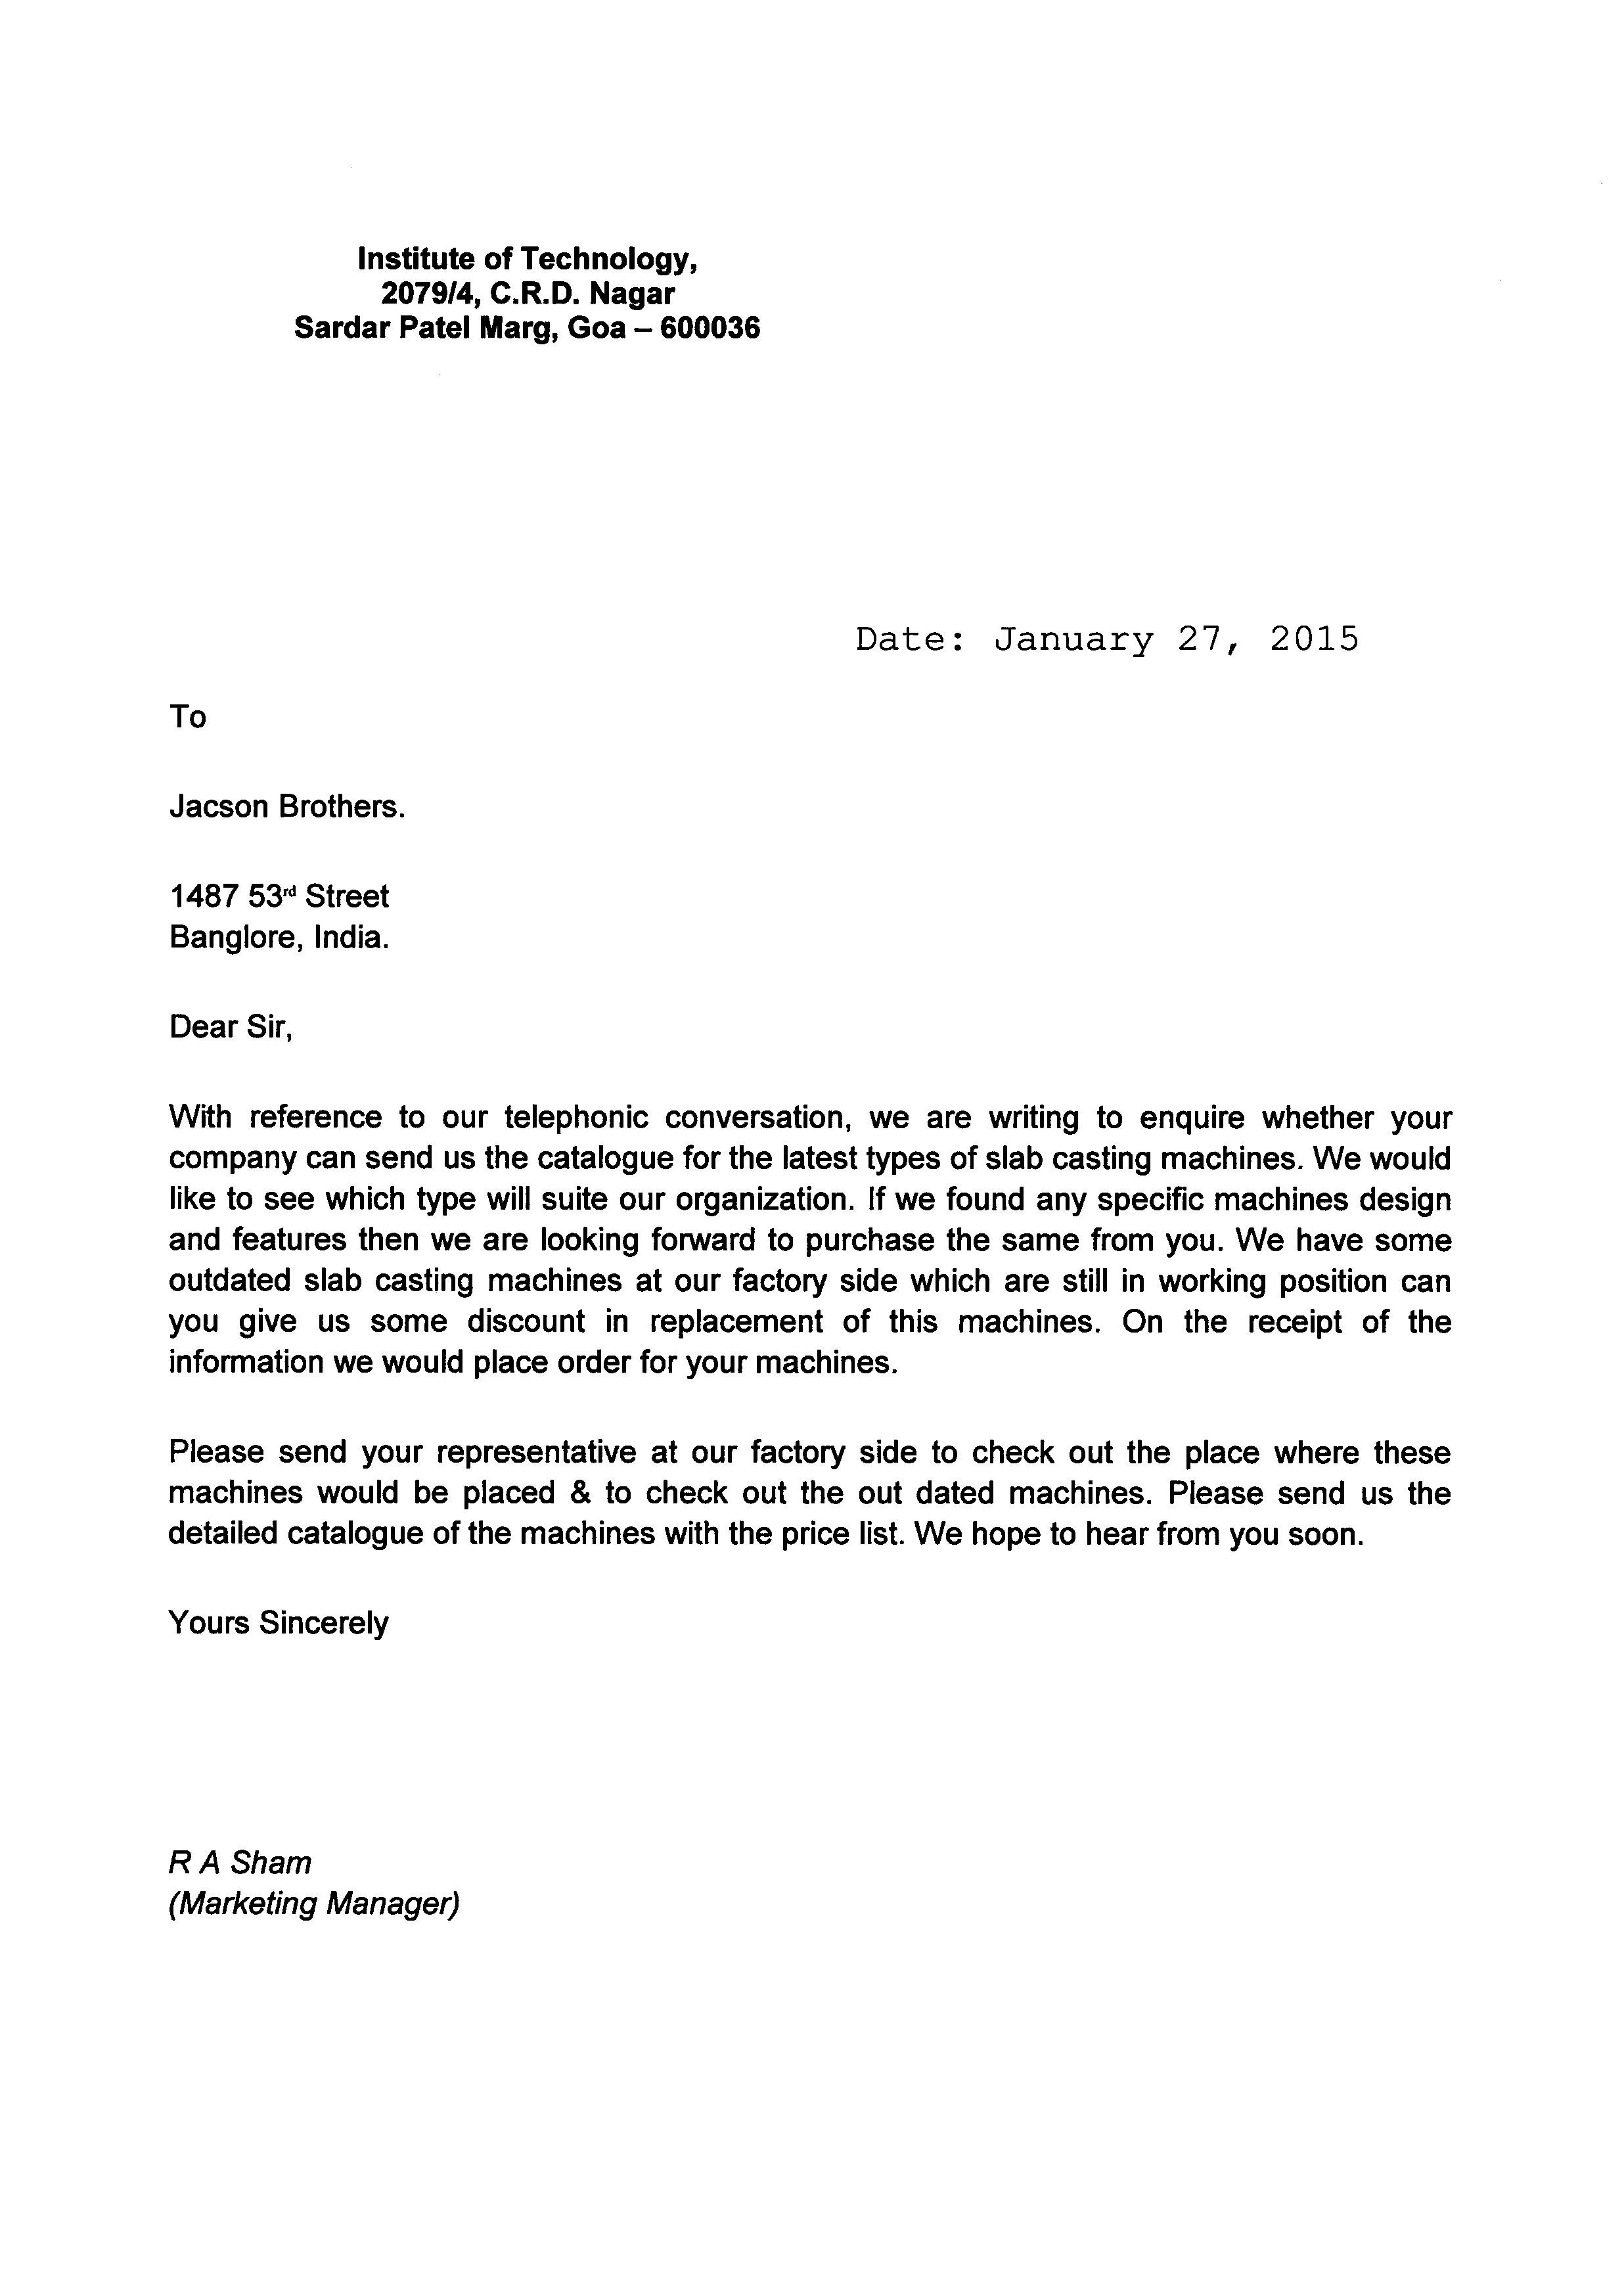 Institute of Technology,
2079/4, C.R.D. Nagar
Sardar Patel Marg, Goa – 600036
Date: January 27, 2015
To
Jacson Brothers.
1487 53rd Street
Banglore, India.
Dear Sir,
With reference to our telephonic conversation, we are writing to enquire whether your
company can send us the catalogue for the latest types of slab casting machines. We would
like to see which type will suite our organization. If we found any specific machines design
and features then we are looking forward to purchase the same from you. We have some
outdated slab casting machines at our factory side which are still in working position can
you give us some discount in replacement of this machines. On the receipt of the
information we would place order for your machines.
Please send your representative at our factory side to check out the place where these
machines would be placed & to check out the out dated machines. Please send us the
detailed catalogue of the machines with the price list. We hope to hear from you soon.
Yours Sincerely
R A Sham
(Marketing Manager)